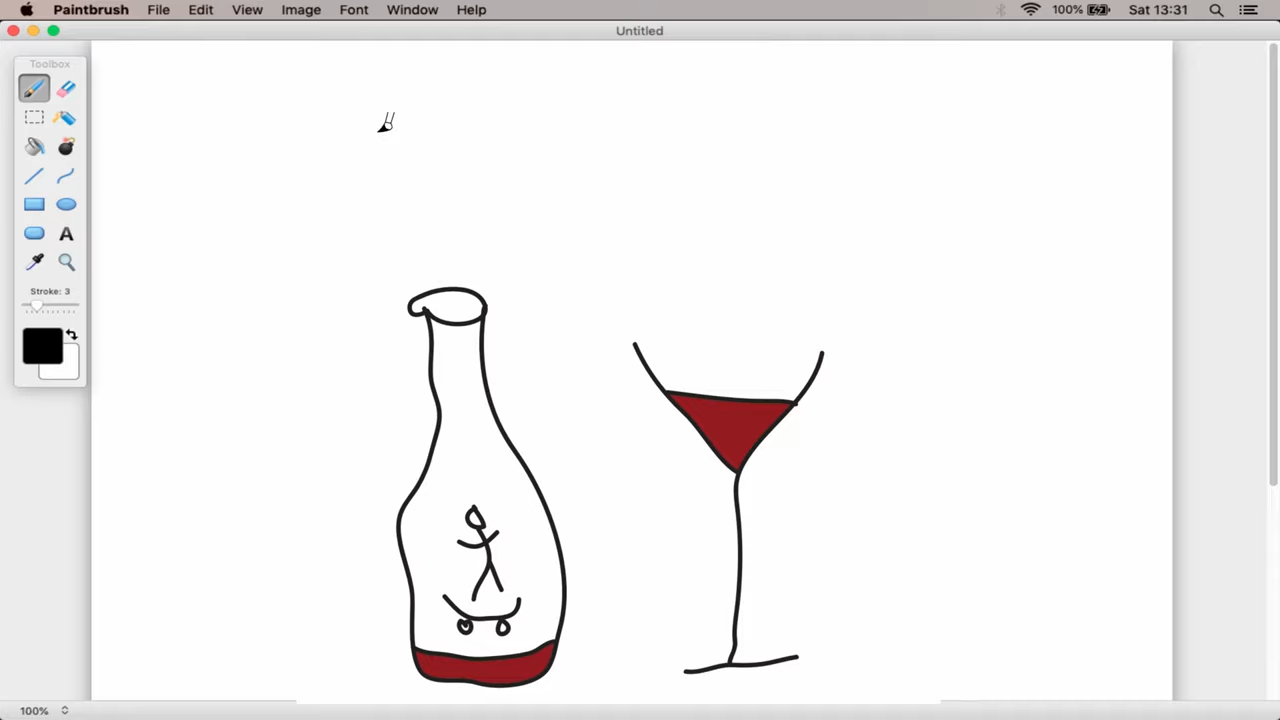 Paintbrush File Edit View Image Font Window Help 100% Sat 13:31
Untitled
Toolbox
A
Stroke: 3
100%